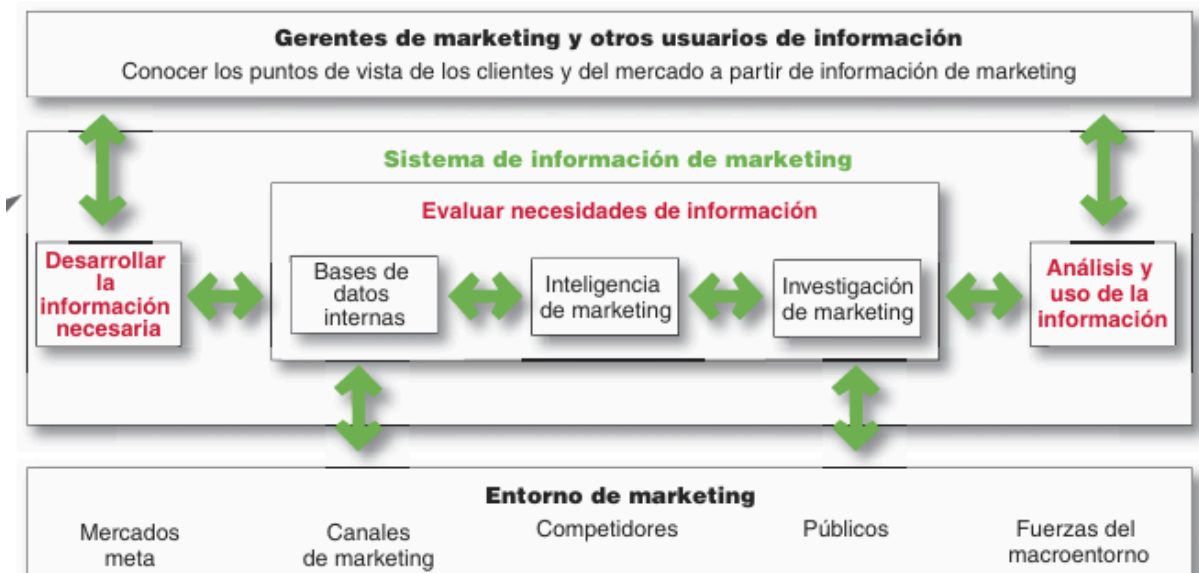 Gerentes de marketing y otros usuarios de información
Conocer los puntos de vista de los clientes y del mercado a partir de información de marketing
Sistema de información de marketing
Evaluar necesidades de información
Desarrollar
la
información
necesaria
Bases de
datos
internas
Inteligencia
de marketing
Investigación
de marketing
Análisis y
uso de la
información
Entorno de marketing
Mercados
meta
Canales
de marketing
Competidores
Públicos
Fuerzas del
macroentorno